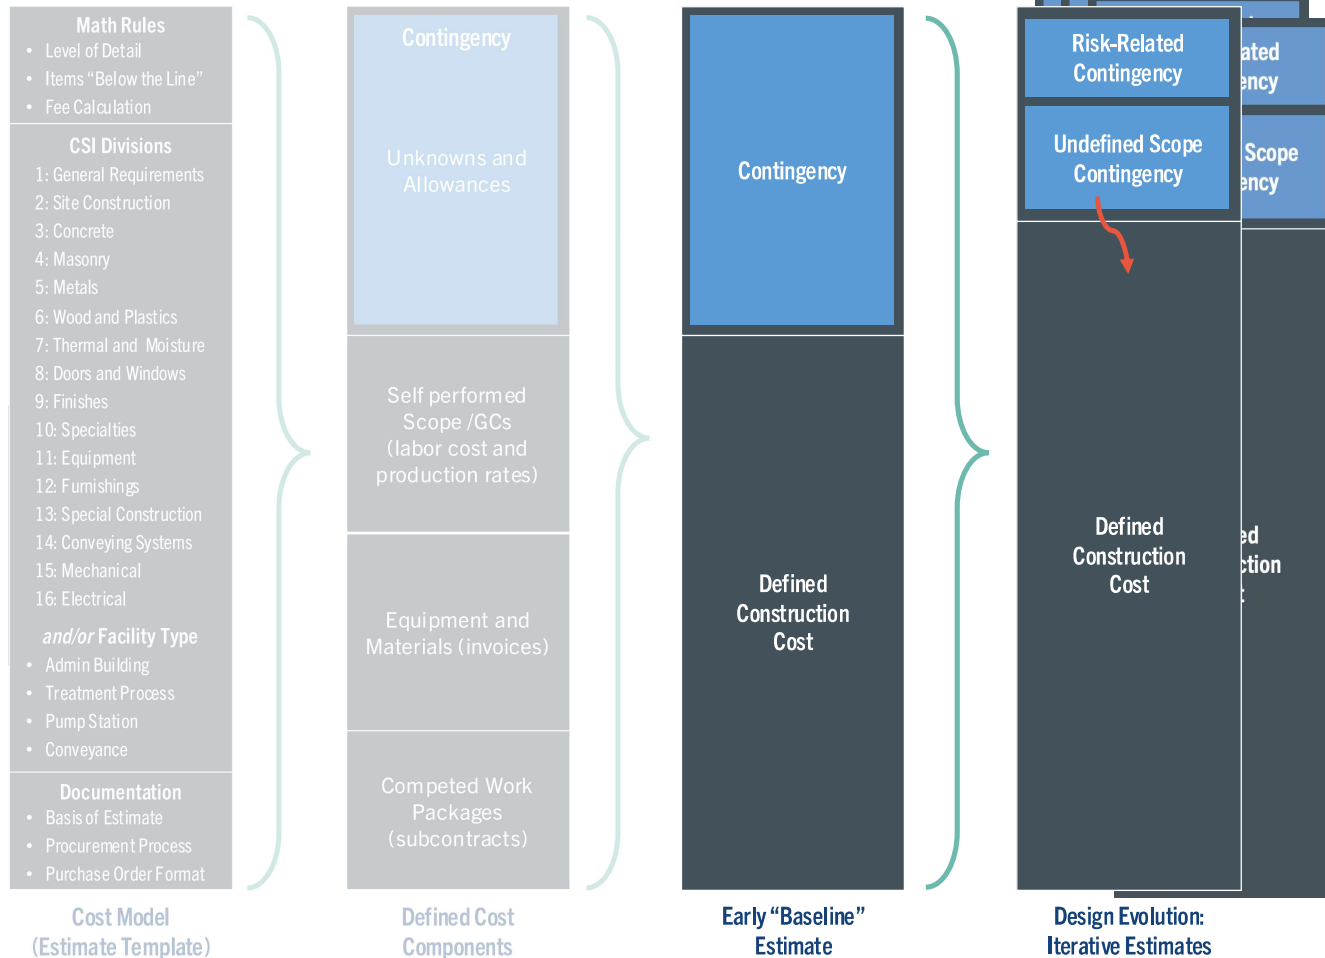 Math Rules
• Level of Detail
• Items “Below the Line”
• Fee Calculation
CSI Divisions
1: General Requirements
2: Site Construction
3: Concrete
4: Masonry
5: Metals
6: Wood and Plastics
7: Thermal and Moisture
8: Doors and Windows
9: Finishes
10: Specialties
11: Equipment
12: Furnishings
13: Special Construction
14: Conveying Systems
15: Mechanical
16: Electrical
and/or Facility Type
• Admin Building
• Treatment Process
• Pump Station
• Conveyance
Documentation
• Basis of Estimate
• Procurement Process
• Purchase Order Format
Cost Model
(Estimate Template)
Contingency
Unknowns and
Allowances
Self performed
Scope /GCs
(labor cost and
production rates)
Equipment and
Materials (invoices)
Competed Work
Packages
(subcontracts)
Defined Cost
Components
Contingency
Defined
Construction
Cost
Early “Baseline”
Estimate
Risk-Related
Contingency
Undefined Scope
Contingency
Defined
Construction
Cost
Design Evolution:
Iterative Estimates
ated
ency
Scope
ency
ed
ction